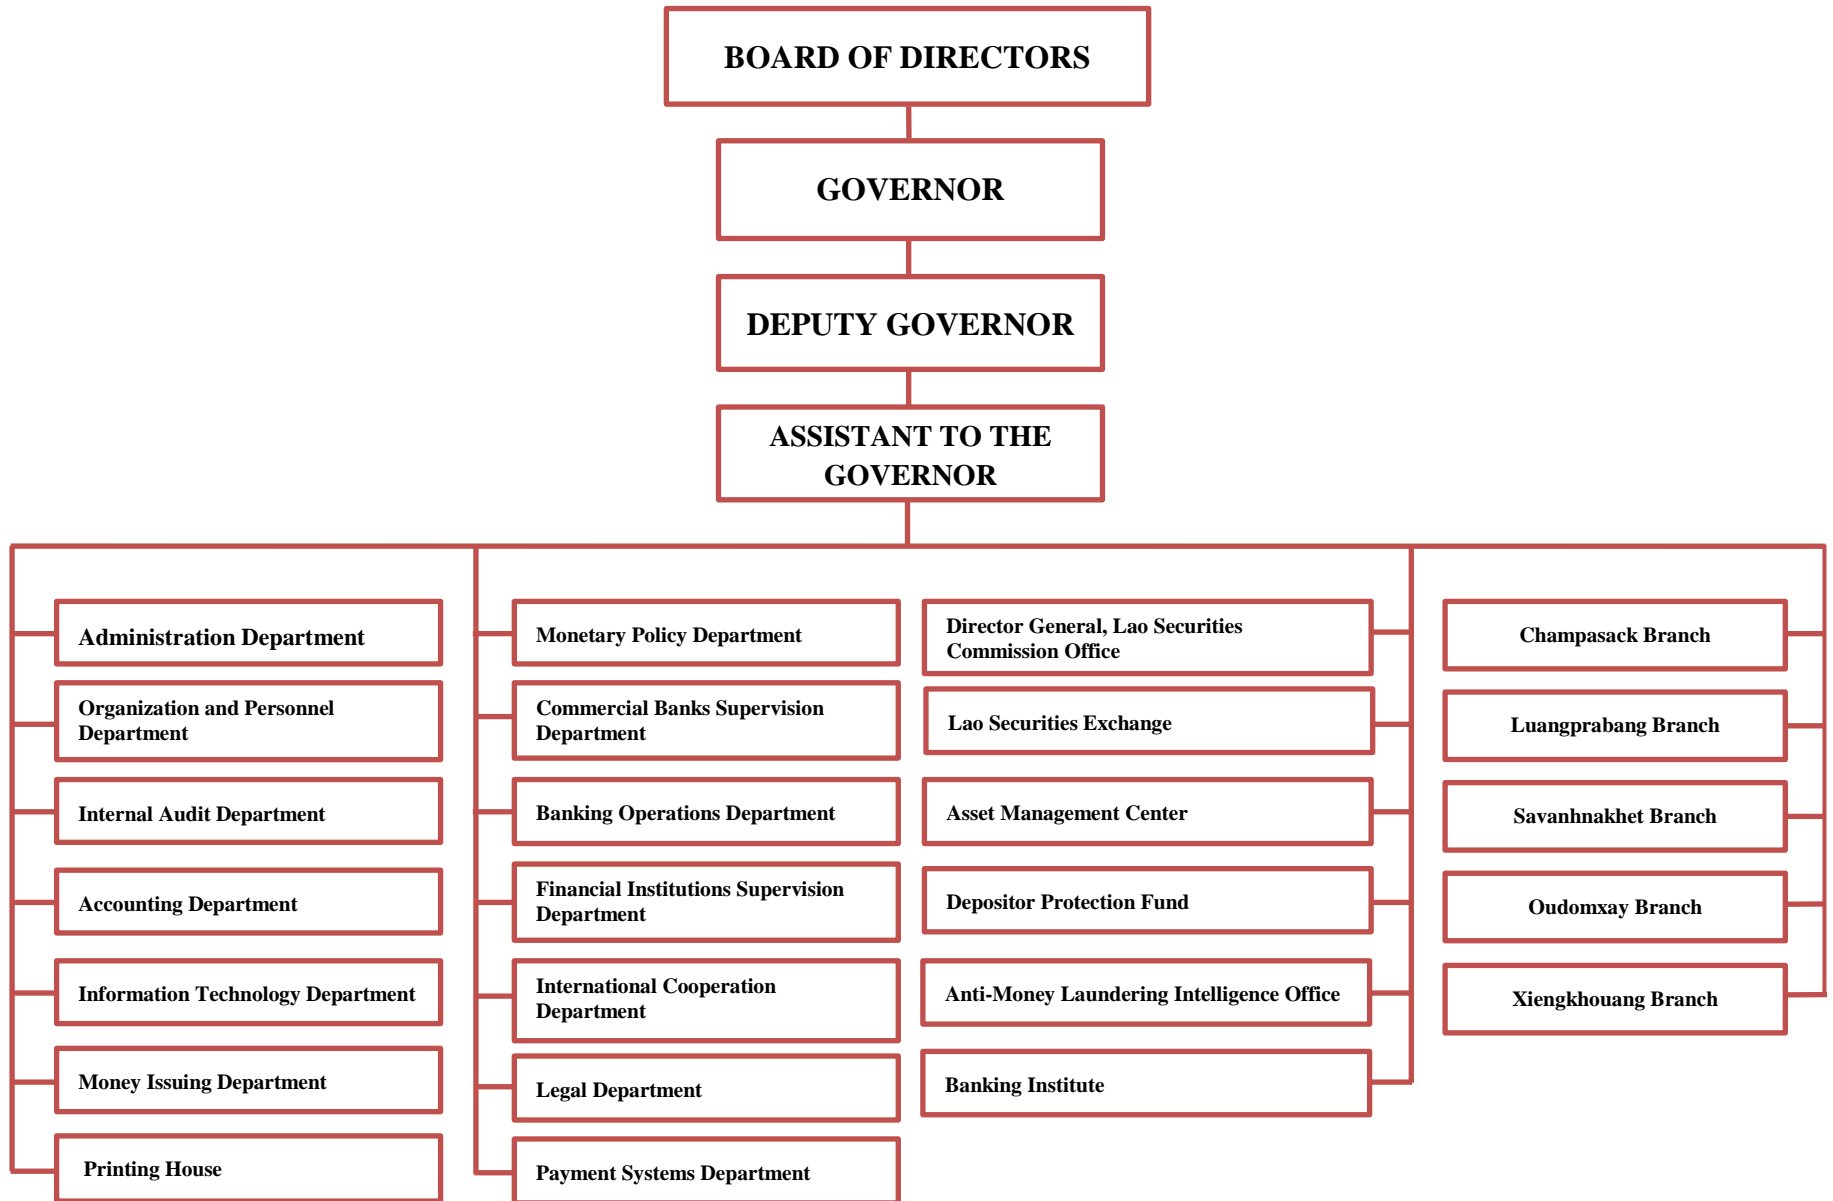 BOARD OF DIRECTORS
GOVERNOR
DEPUTY GOVERNOR
ASSISTANT TO THE
GOVERNOR
Administration Department
Organization and Personnel
Department
Internal Audit Department
Accounting Department
Information Technology Department
Money Issuing Department
Printing House
Monetary Policy Department
Commercial Banks Supervision
Department
Banking Operations Department
Financial Institutions Supervision
Department
International Cooperation
Department
Legal Department
Payment Systems Department
Director General, Lao Securities
Commission Office
Lao Securities Exchange
Asset Management Center
Depositor Protection Fund
Anti-Money Laundering Intelligence Office
Banking Institute
Champasack Branch
Luangprabang Branch
Savanhnakhet Branch
Oudomxay Branch
Xiengkhouang Branch